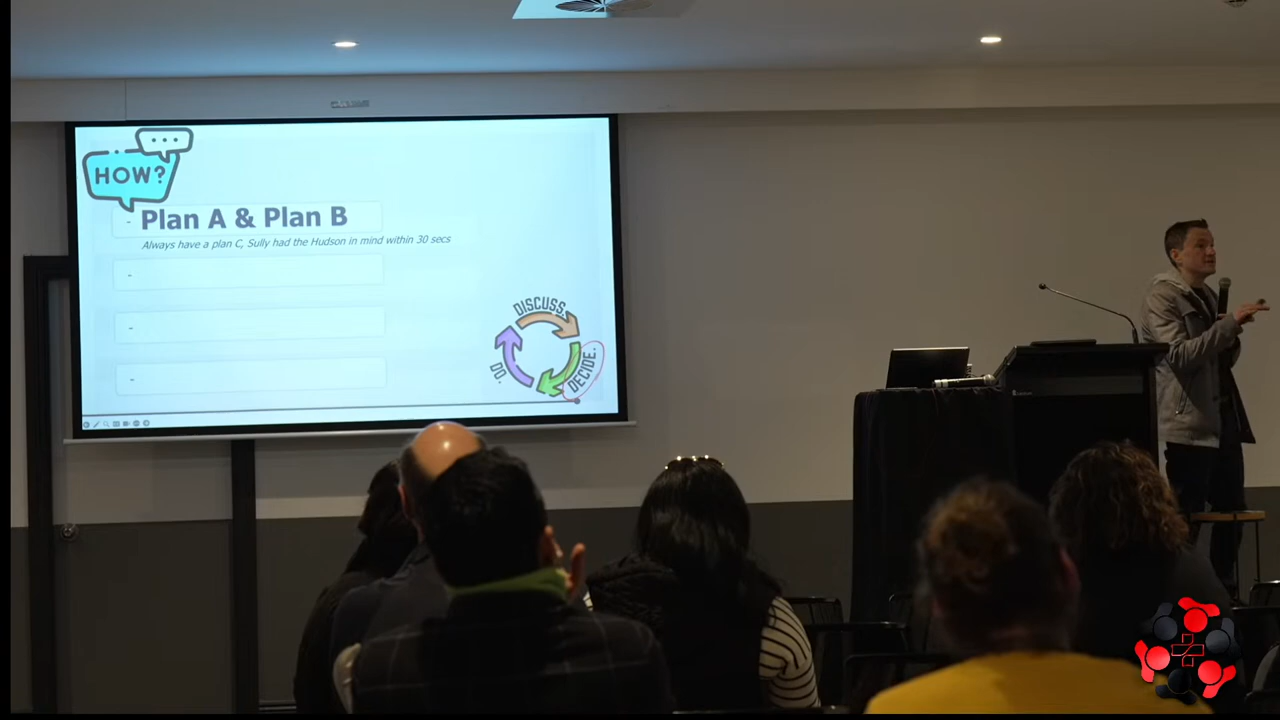 HOW?
- Plan A & Plan B
Always have a plan C, Sully had the Hudson in mind within 30 secs
-
-
-
DISCUSS.
DECIDE.
DO.